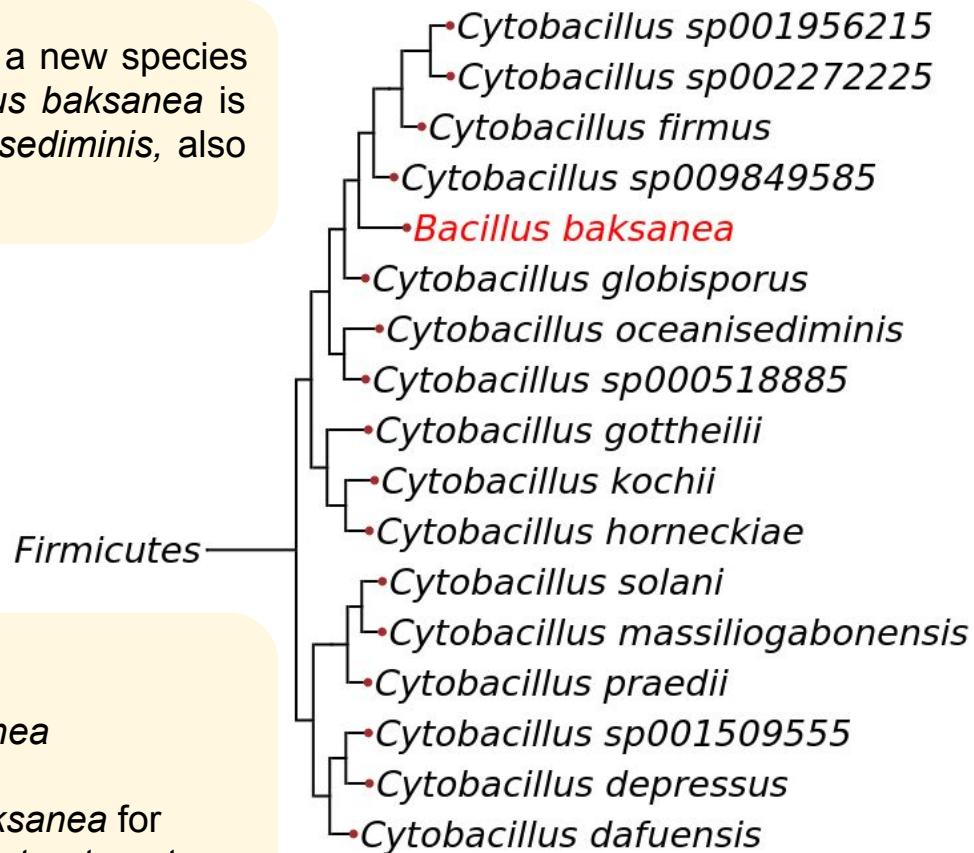 a new species
us baksanea is
sediminis, also
Cytobacillus sp001956215
Cytobacillus sp002272225
Cytobacillus firmus
Cytobacillus sp009849585
Bacillus baksanea
Cytobacillus globisporus
Cytobacillus oceanisediminis
Cytobacillus sp000518885
Cytobacillus gottheilii
Cytobacillus kochii
Cytobacillus horneckiae
Firmicutes
Cytobacillus solani
Cytobacillus massiliogabonensis
Cytobacillus praedii
Cytobacillus sp001509555
Cytobacillus depressus
Cytobacillus dafuensis
nea
ksanea for